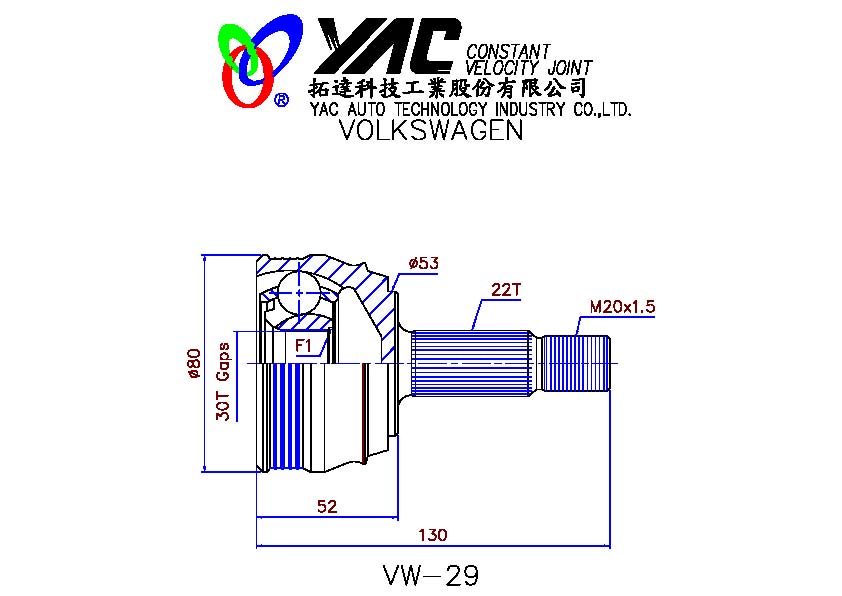 YAC CONSTANT
VELOCITY JOINT
®
拓達科技工業股份有限公司
YAC AUTO TECHNOLOGY INDUSTRY CO.,LTD.
VOLKSWAGEN
ø53
22T
M20x1.5
F1
ø80
30T Gaps
52
130
VW-29